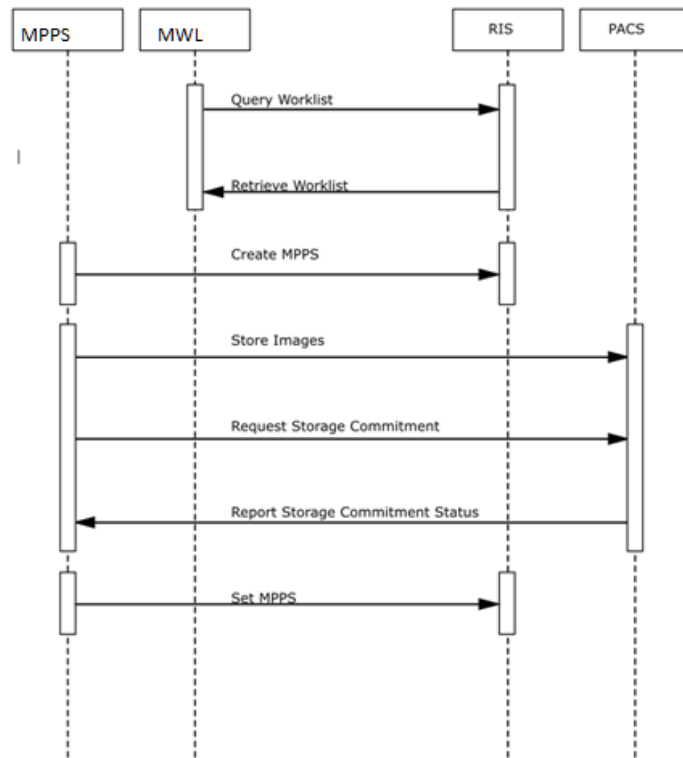 MPPS
MWL
RIS
PACS
Query Worklist
Retrieve Worklist
Create MPPS
Store Images
Request Storage Commitment
Report Storage Commitment Status
Set MPPS